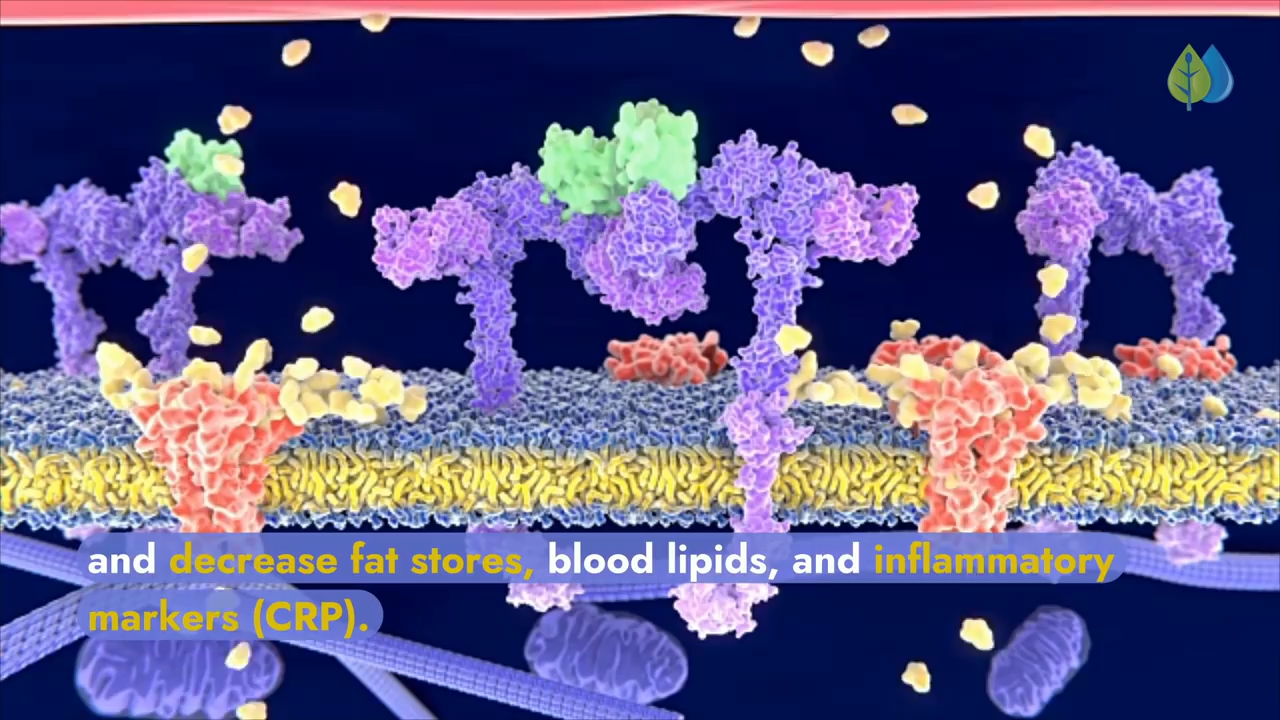 and decrease fat stores, blood lipids, and inflammatory
markers (CRP).